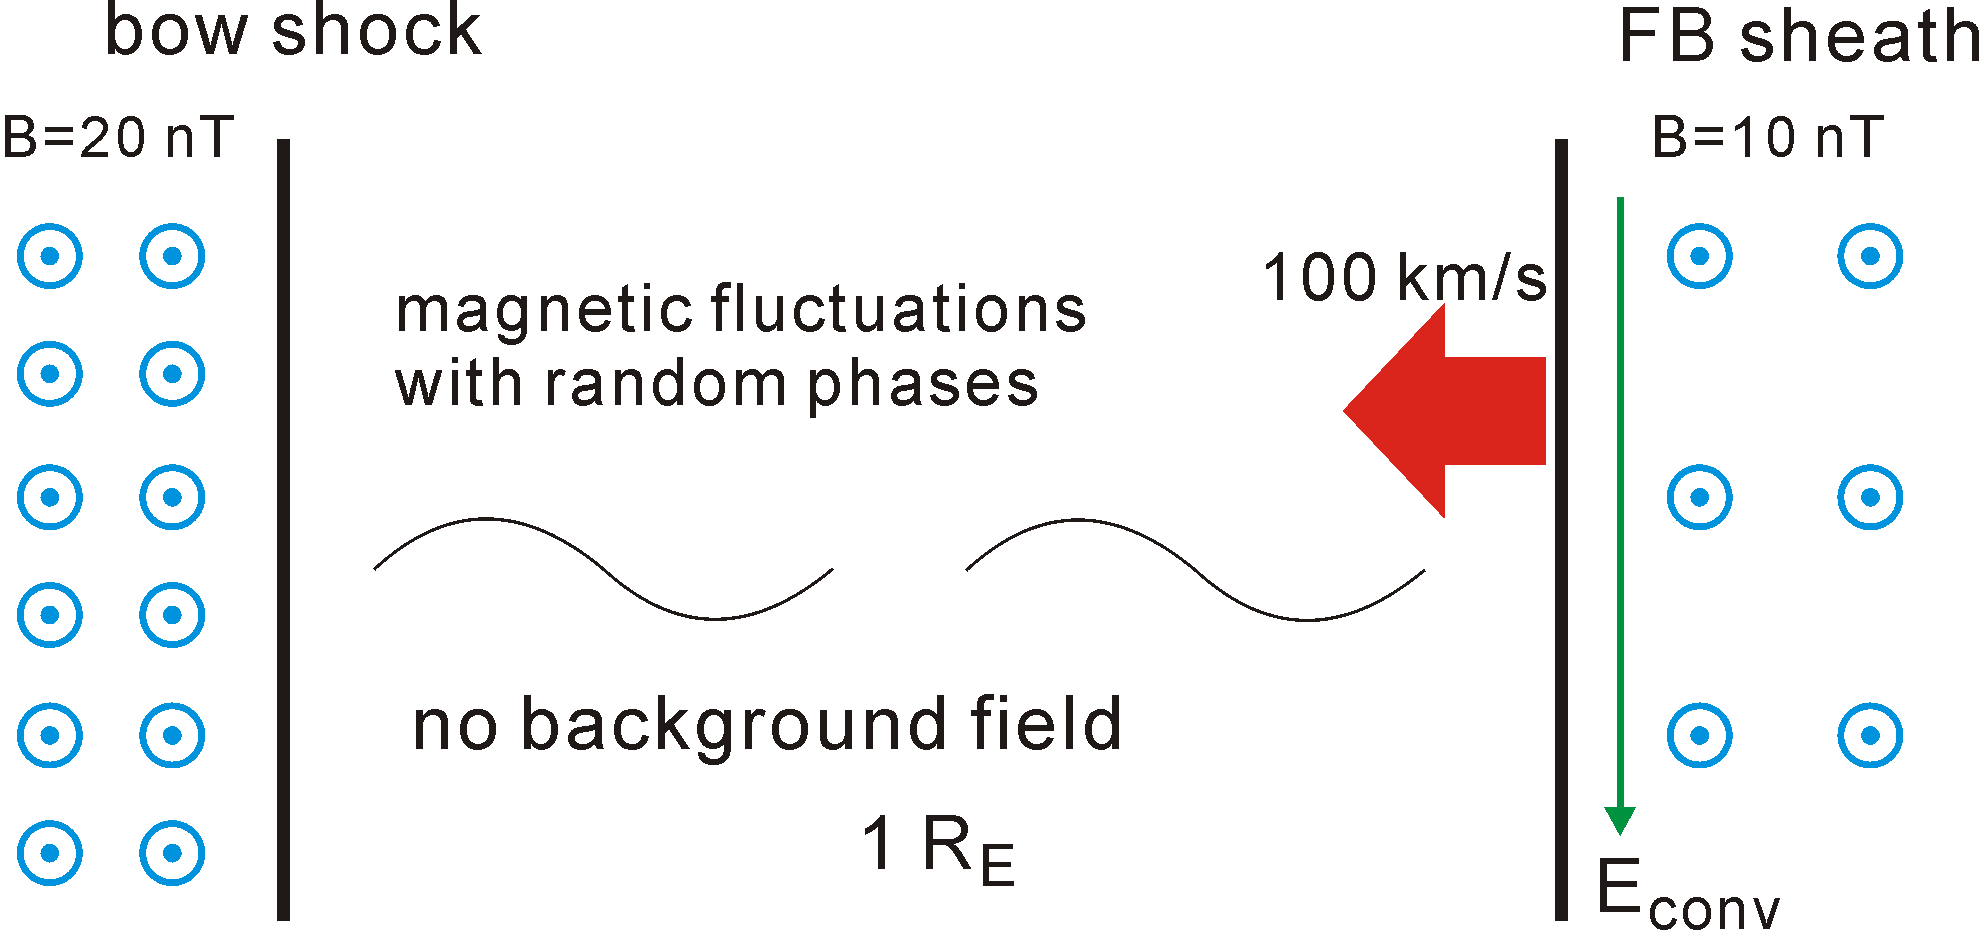 bow shock
FB sheath
B=20 nT
B=10 nT
100 km/s
magnetic fluctuations
with random phases
no background field
1 RE
Econv